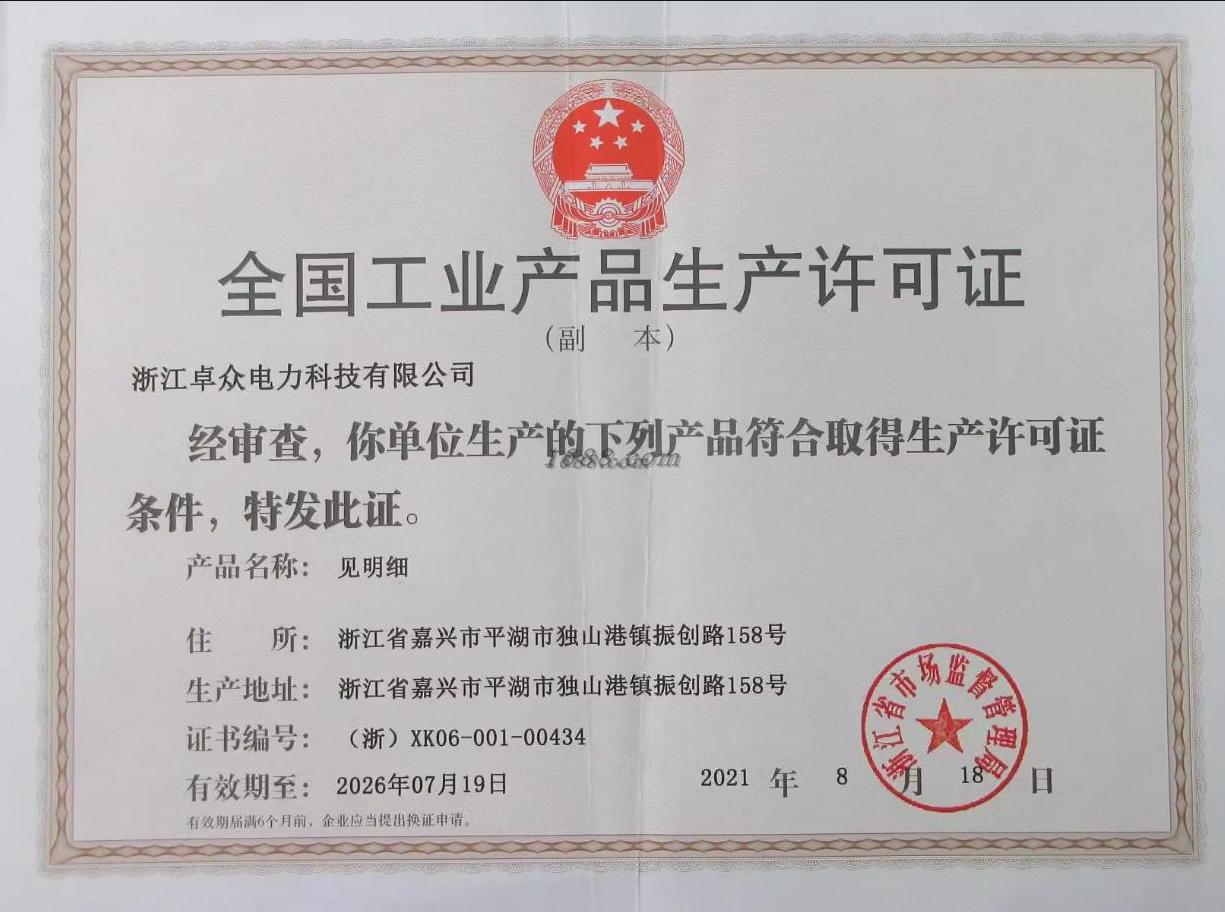 全国工业产品生产许可证
（副 本）
浙江卓众电力科技有限公司
经审查，你单位生产的下列产品符合取得生产许可证
1688.com
条件，特发此证。
产品名称： 见明细
住 所： 浙江省嘉兴市平湖市独山港镇振创路158号
生产地址： 浙江省嘉兴市平湖市独山港镇振创路158号
证书编号： （浙）XK06-001-00434
浙江省市场监督管理局
有效期至： 2026年07月19日 2021 年 8 月 18 日
有效期届满6个月前，企业应当提出换证申请。